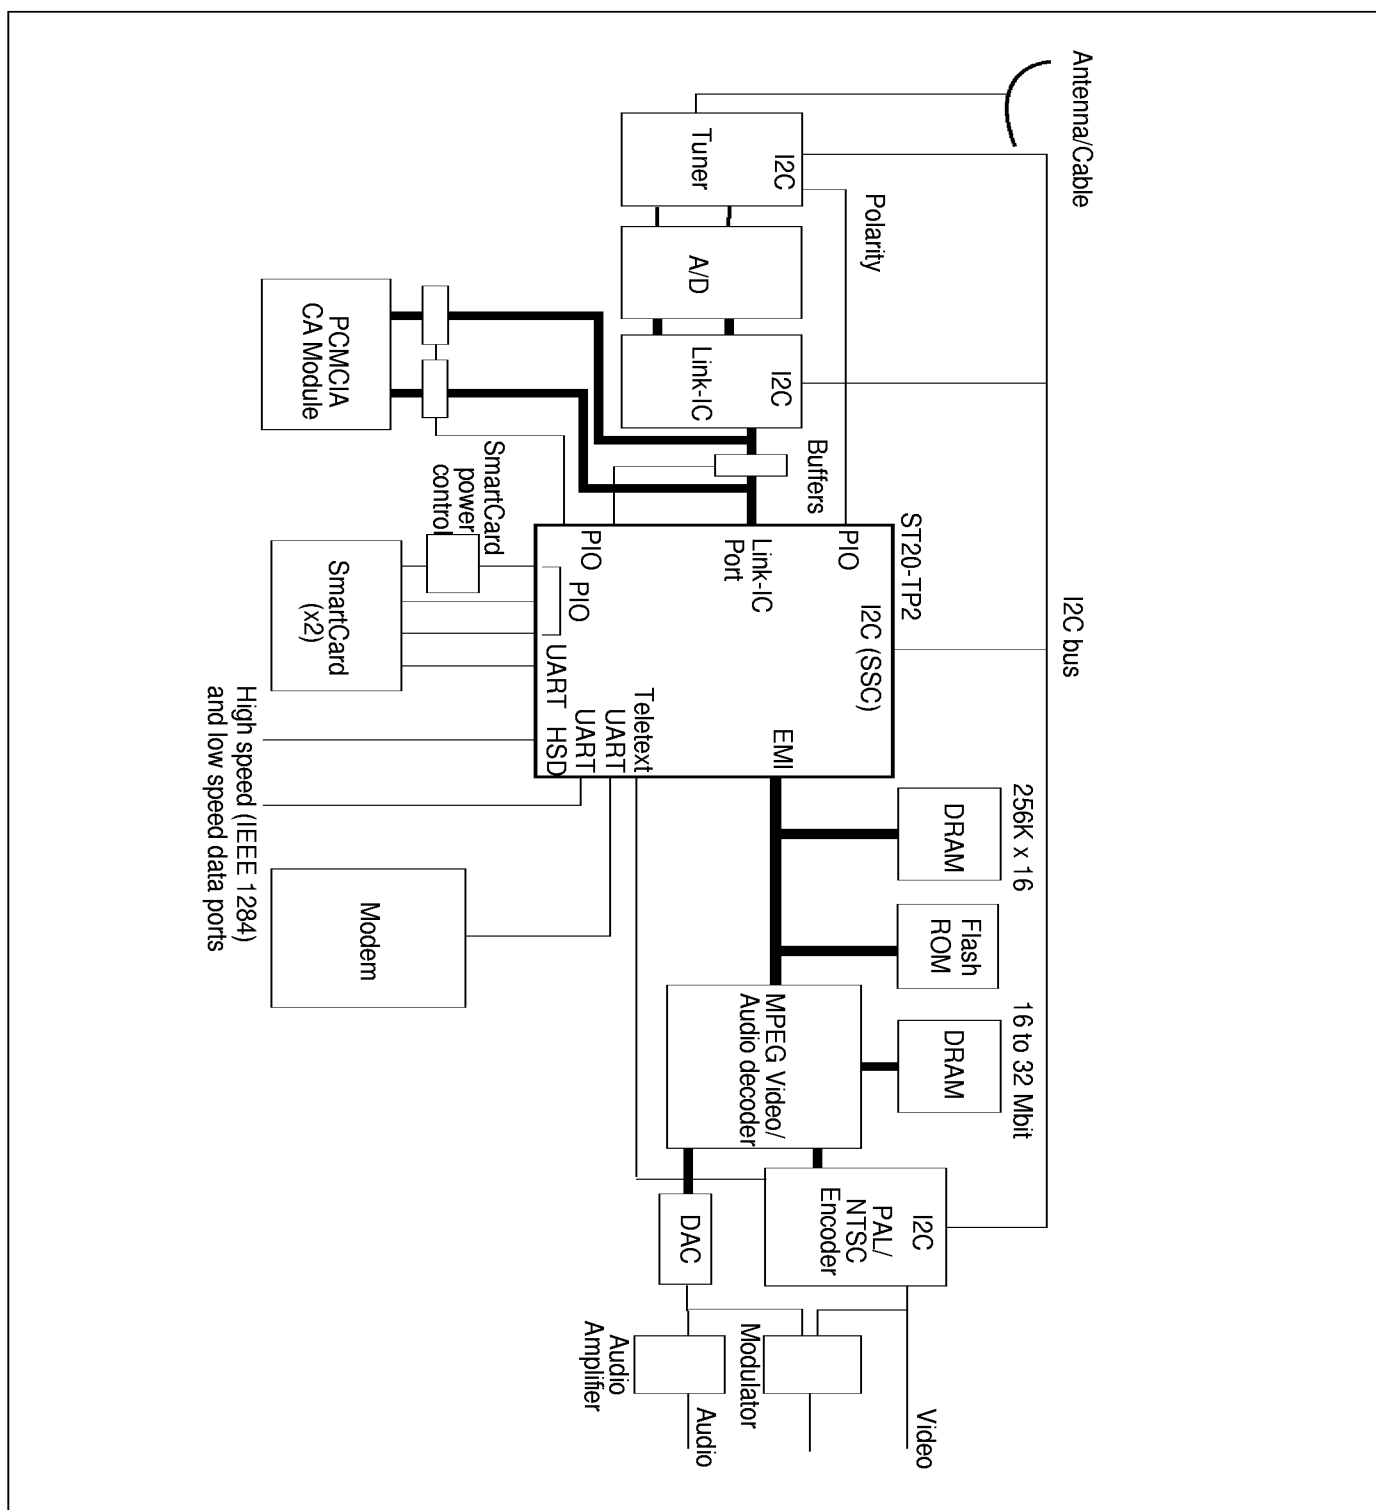 Antenna/Cable
I2C bus
Polarity
I2C
Tuner
A/D
I2C
Link-IC
Buffers
ST20-TP2
I2C (SSC)
PIO
Link-IC
Port
EMI
PIO
PIO
UART
HSD
UART
UART
Teletext
256K x 16
DRAM
Flash
ROM
16 to 32 Mbit
DRAM
MPEG Video/
Audio decoder
I2C
PAL/
NTSC
Encoder
DAC
Modulator
Audio
Amplifier
Video
Audio
PCMCIA
CA Module
SmartCard
power
control
SmartCard
(x2)
High speed (IEEE 1284)
and low speed data ports
Modem